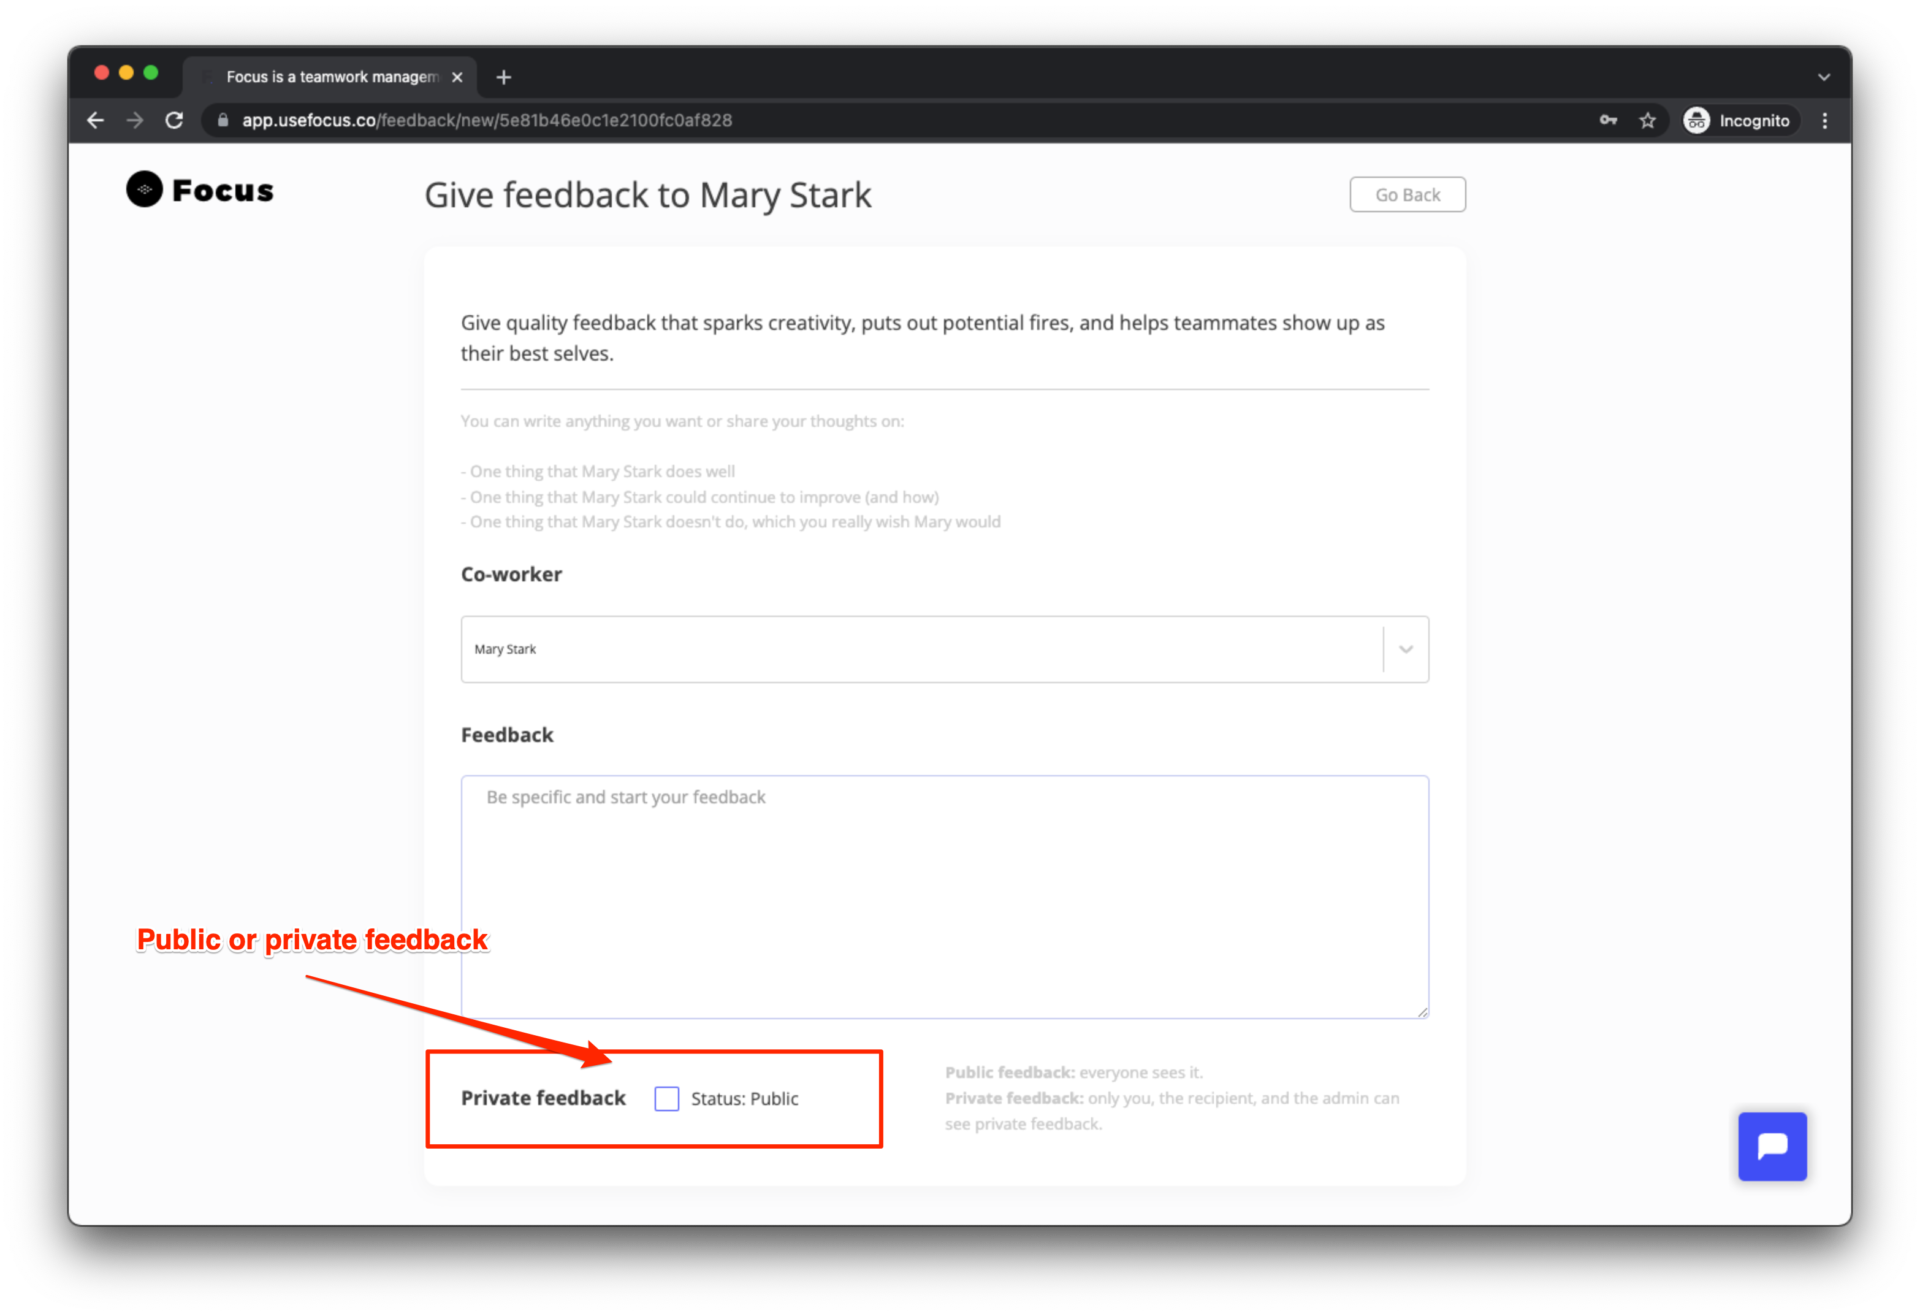 Focus is a teamwork managem
app.usefocus.co/feedback/new/5e81b46e0c1e2100fc0af828
Incognito
Focus
Give feedback to Mary Stark
Go Back
Give quality feedback that sparks creativity, puts out potential fires, and helps teammates show up as
their best selves.
You can write anything you want or share your thoughts on:
- One thing that Mary Stark does well
- One thing that Mary Stark could continue to improve (and how)
- One thing that Mary Stark doesn't do, which you really wish Mary would
Co-worker
Mary Stark
Feedback
Be specific and start your feedback
Public or private feedback
Private feedback
Status: Public
Public feedback: everyone sees it.
Private feedback: only you, the recipient, and the admin can
see private feedback.